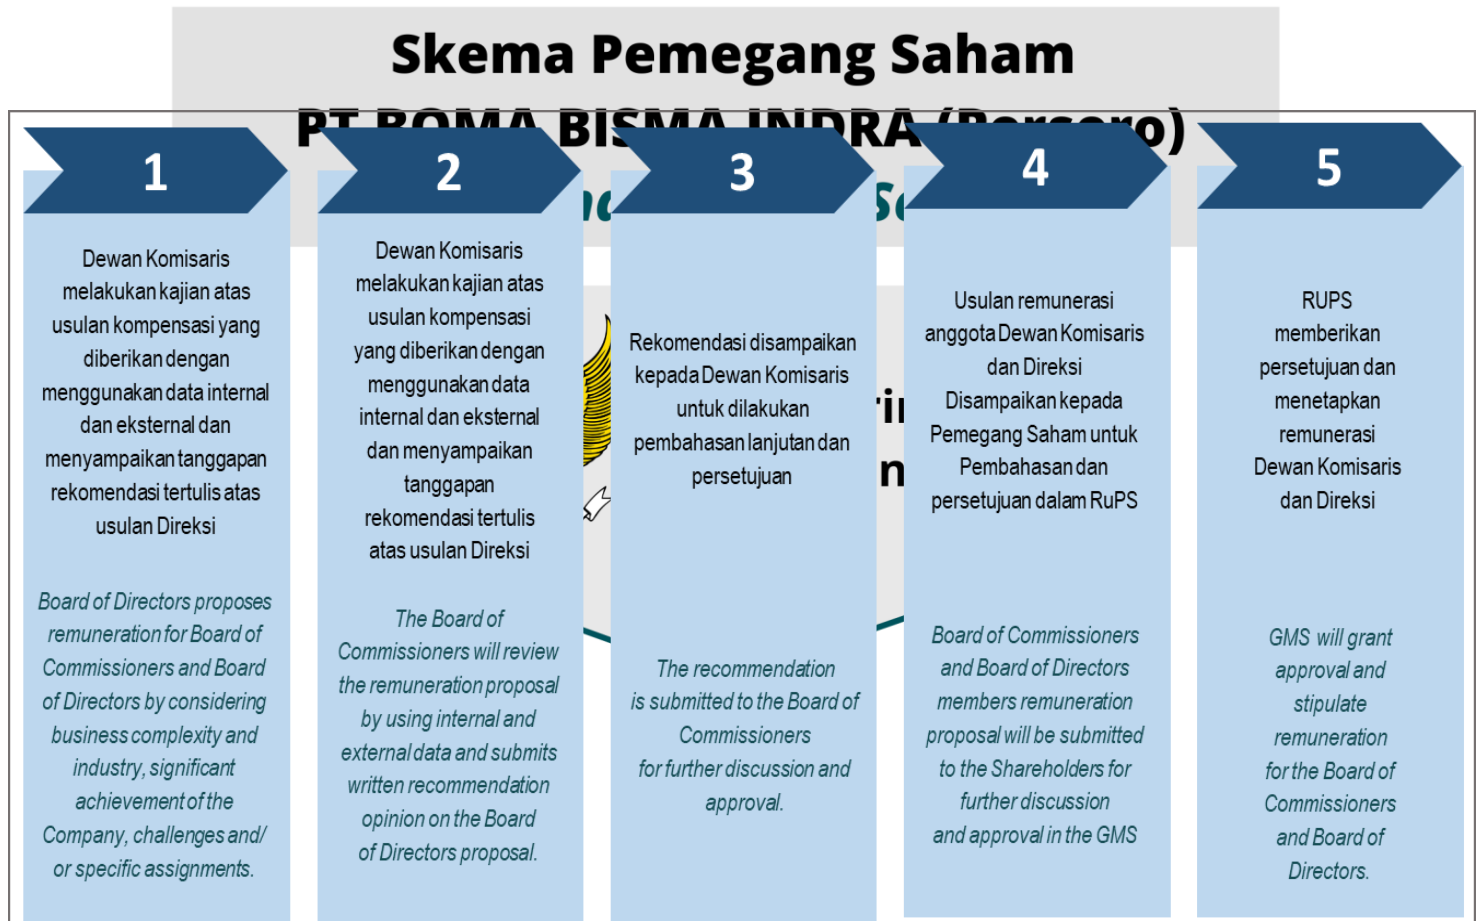 Skema Pemegang Saham
PT BOMA BISMA INDRA (Persero)
1
Dewan Komisaris
melakukan kajian atas
usulan kompensasi yang
diberikan dengan
menggunakan data internal
dan eksternal dan
menyampaikan tanggapan
rekomendasi tertulis atas
usulan Direksi
Board of Directors proposes
remuneration for Board of
Commissioners and Board
of Directors by considering
business complexity and
industry, significant
achievement of the
Company, challenges and/
or specific assignments.
2
Dewan Komisaris
melakukan kajian atas
usulan kompensasi
yang diberikan dengan
menggunakan data
internal dan eksternal
dan menyampaikan
tanggapan
rekomendasi tertulis
atas usulan Direksi
The Board of
Commissioners will review
the remuneration proposal
by using internal and
external data and submits
written recommendation
opinion on the Board
of Directors proposal.
3
Rekomendasi disampaikan
kepada Dewan Komisaris
untuk dilakukan
pembahasan lanjutan dan
persetujuan
The recommendation
is submitted to the Board of
Commissioners
for further discussion and
approval.
4
Usulan remunerasi
anggota Dewan Komisaris
dan Direksi
Disampaikan kepada
Pemegang Saham untuk
Pembahasan dan
persetujuan dalam RuPS
Board of Commissioners
and Board of Directors
members remuneration
proposal will be submitted
to the Shareholders for
further discussion
and approval in the GMS
5
RUPS
memberikan
persetujuan dan
menetapkan
remunerasi
Dewan Komisaris
dan Direksi
GMS will grant
approval and
stipulate
remuneration
for the Board of
Commissioners
and Board of
Directors.